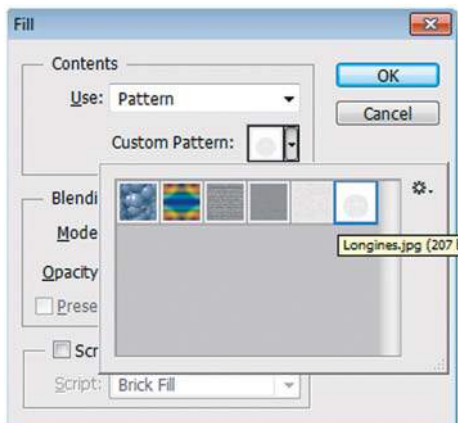 Fill
Contents
Use: Pattern
OK
Cancel
Custom Pattern:
Blendi
Mode
Longines.jpg (207
Opacity
Prese
Scr
Script: Brick Fill